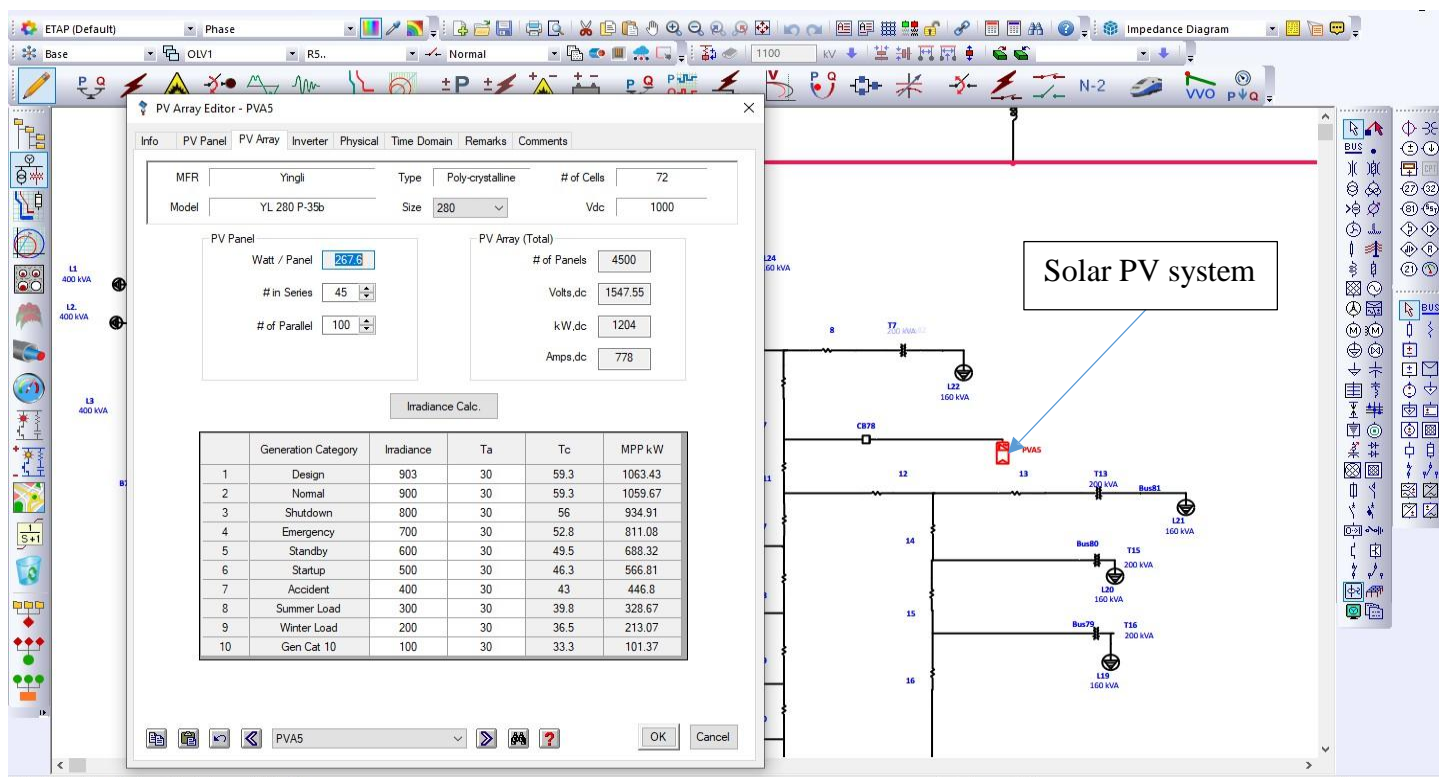 ETAP (Default) Phase Impedance Diagram
Base OLV1 R5.. Normal 1100 kV
N-2 VVO
PV Array Editor - PVA5
Info PV Panel PV Array Inverter Physical Time Domain Remarks Comments
MFR Yingli Type Poly-crystalline # of Cells 72
Model YL 280 P-35b Size 280 Vdc 1000
PV Panel
Watt / Panel 267.6
# in Series 45
# of Parallel 100
PV Array (Total)
# of Panels 4500
Volts,dc 1547.55
kW,dc 1204
Amps,dc 778
Irradiance Calc.
Generation Category Irradiance Ta Tc MPP kW
1 Design 903 30 59.3 1063.43
2 Normal 900 30 59.3 1059.67
3 Shutdown 800 30 56 934.91
4 Emergency 700 30 52.8 811.08
5 Standby 600 30 49.5 688.32
6 Startup 500 30 46.3 566.81
7 Accident 400 30 43 446.8
8 Summer Load 300 30 39.8 328.67
9 Winter Load 200 30 36.5 213.07
10 Gen Cat 10 100 30 33.3 101.37
PVA5 OK Cancel
L1
400 kVA
L2.
400 kVA
L3
400 kVA
Solar PV system
8
T7
L22
160 kVA
CB78
PVA5
12 13
T13
200 kVA
Bus81
L21
160 kVA
14
Bus80
T15
200 kVA
L20
160 kVA
15
Bus79
T16
200 kVA
L19
160 kVA
16
BUS
BUS